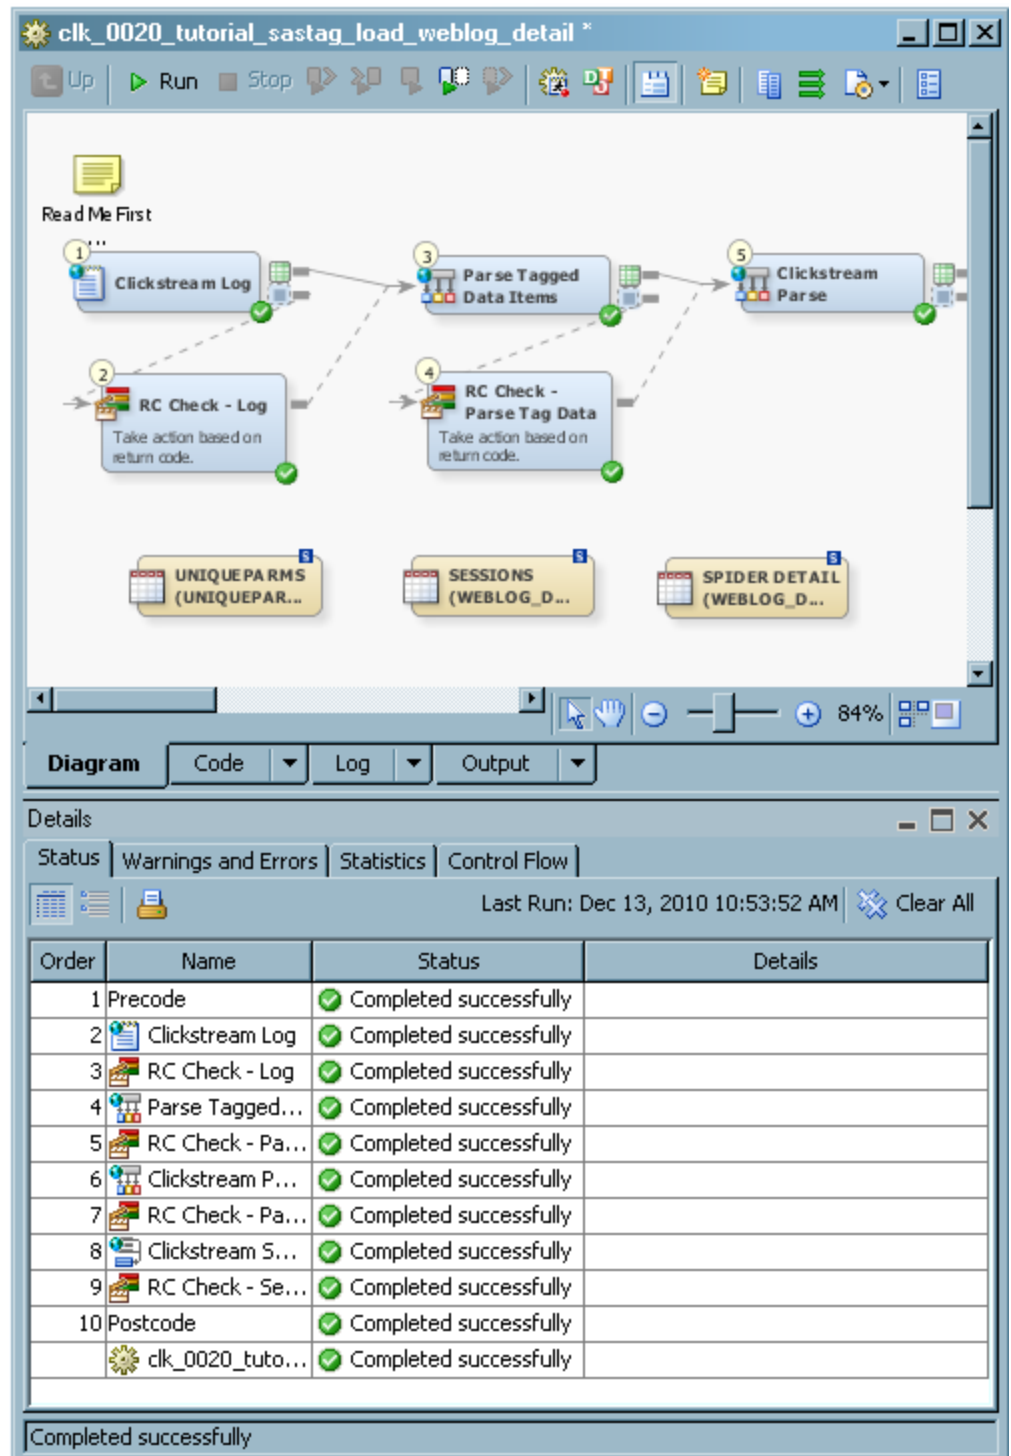 clk_0020_tutorial_sastag_load_weblog_detail *
Up Run Stop
Read Me First
...
1
Clickstream Log
3
Parse Tagged
Data Items
5
Clickstream
Parse
2
RC Check - Log
Take action based on
return code.
4
RC Check -
Parse Tag Data
Take action based on
return code.
UNIQUEPARMS
(UNIQUEPAR...
SESSIONS
(WEBLOG_D...
SPIDER DETAIL
(WEBLOG_D...
84%
Diagram Code Log Output
Details
Status Warnings and Errors Statistics Control Flow
Last Run: Dec 13, 2010 10:53:52 AM Clear All
Order Name Status Details
1 Precode Completed successfully
2 Clickstream Log Completed successfully
3 RC Check - Log Completed successfully
4 Parse Tagged... Completed successfully
5 RC Check - Pa... Completed successfully
6 Clickstream P... Completed successfully
7 RC Check - Pa... Completed successfully
8 Clickstream S... Completed successfully
9 RC Check - Se... Completed successfully
10 Postcode Completed successfully
clk_0020_tuto... Completed successfully
Completed successfully